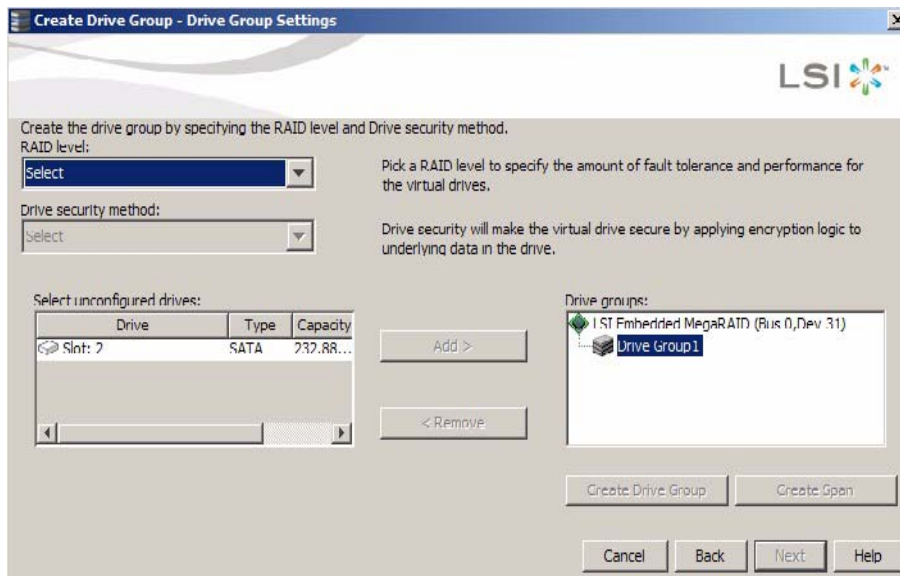 Create Drive Group - Drive Group Settings
LSI
Create the drive group by specifying the RAID level and Drive security method.
RAID level:
Select
Pick a RAID level to specify the amount of fault tolerance and performance for
the virtual drives.
Drive security method:
Select
Drive security will make the virtual drive secure by applying encryption logic to
underlying data in the drive.
Select unconfigured drives:
Drive Type Capacity
Slot: 2 SATA 232.88...
Add >
< Remove
Drive groups:
LSI Embedded MegaRAID (Bus 0,Dev 31)
Drive Group1
Create Drive Group
Create Span
Cancel
Back
Next
Help